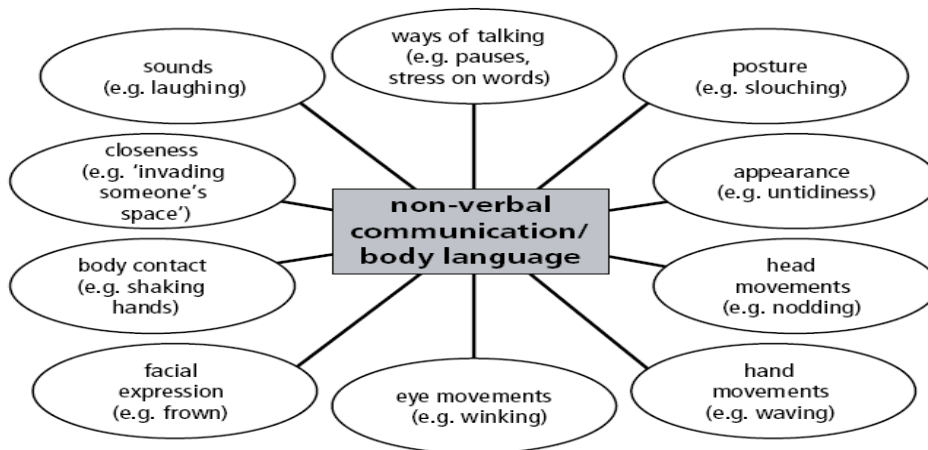 ways of talking
(e.g. pauses,
stress on words)
sounds
(e.g. laughing)
posture
(e.g. slouching)
closeness
(e.g. ‘invading
someone’s
space’)
appearance
(e.g. untidiness)
non-verbal
communication/
body language
body contact
(e.g. shaking
hands)
head
movements
(e.g. nodding)
facial
expression
(e.g. frown)
eye movements
(e.g. winking)
hand
movements
(e.g. waving)